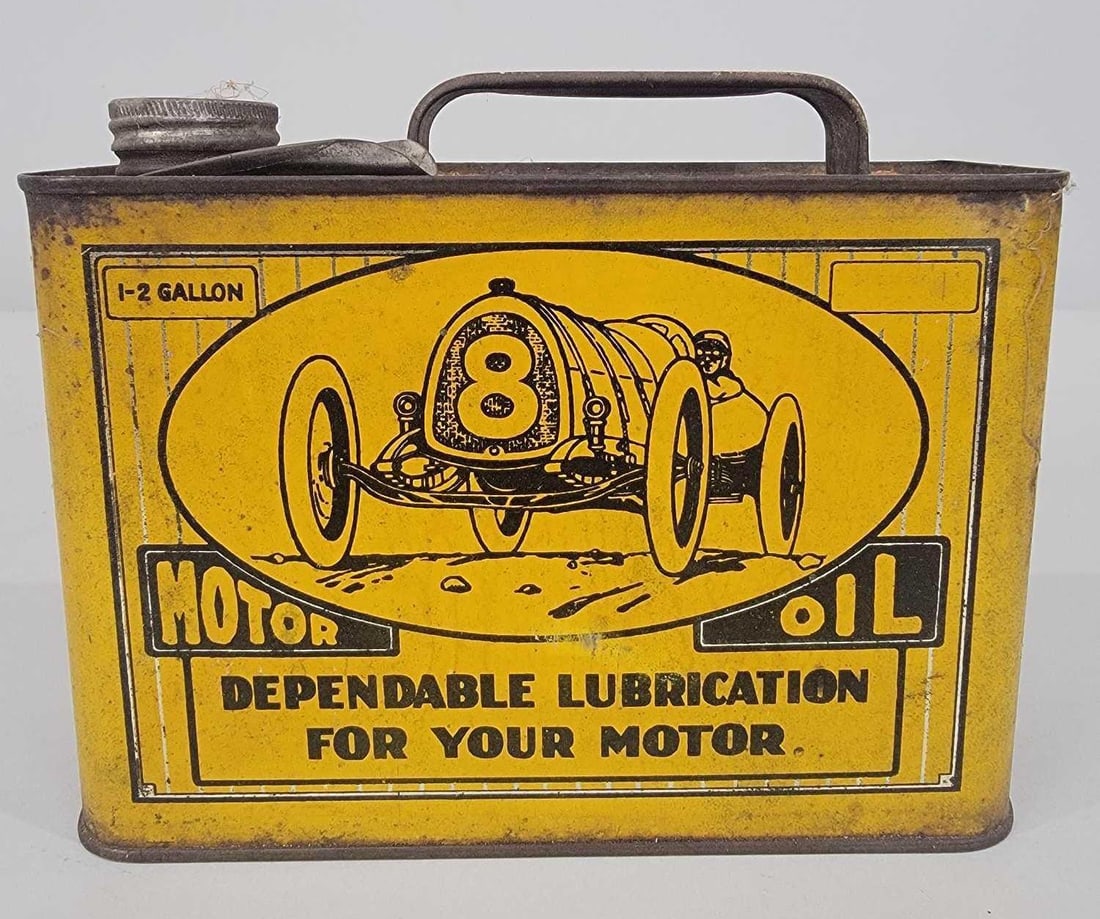 1-2 GALLON
8
MOTOR OIL
DEPENDABLE LUBRICATION
FOR YOUR MOTOR.